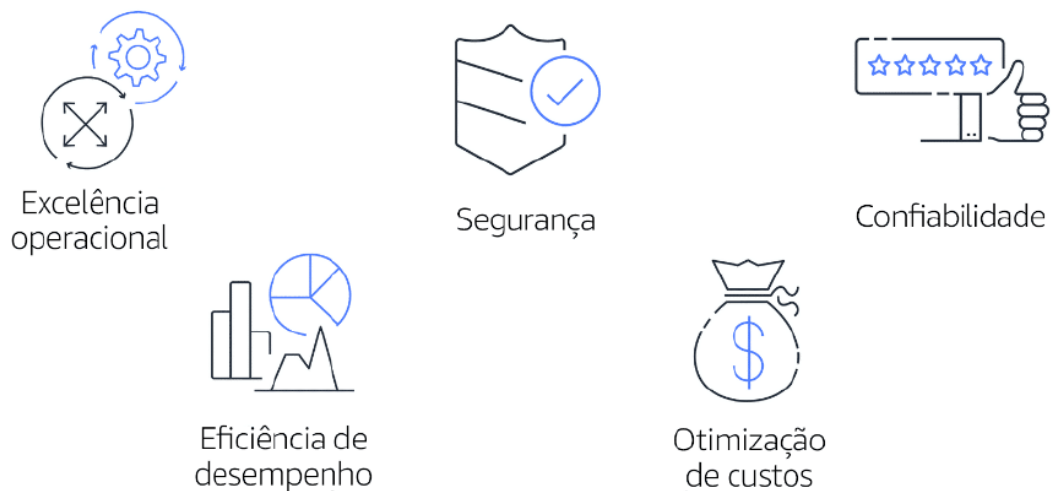 Excelência
operacional
Segurança
Confiabilidade
Eficiência de
desempenho
$
Otimização
de custos